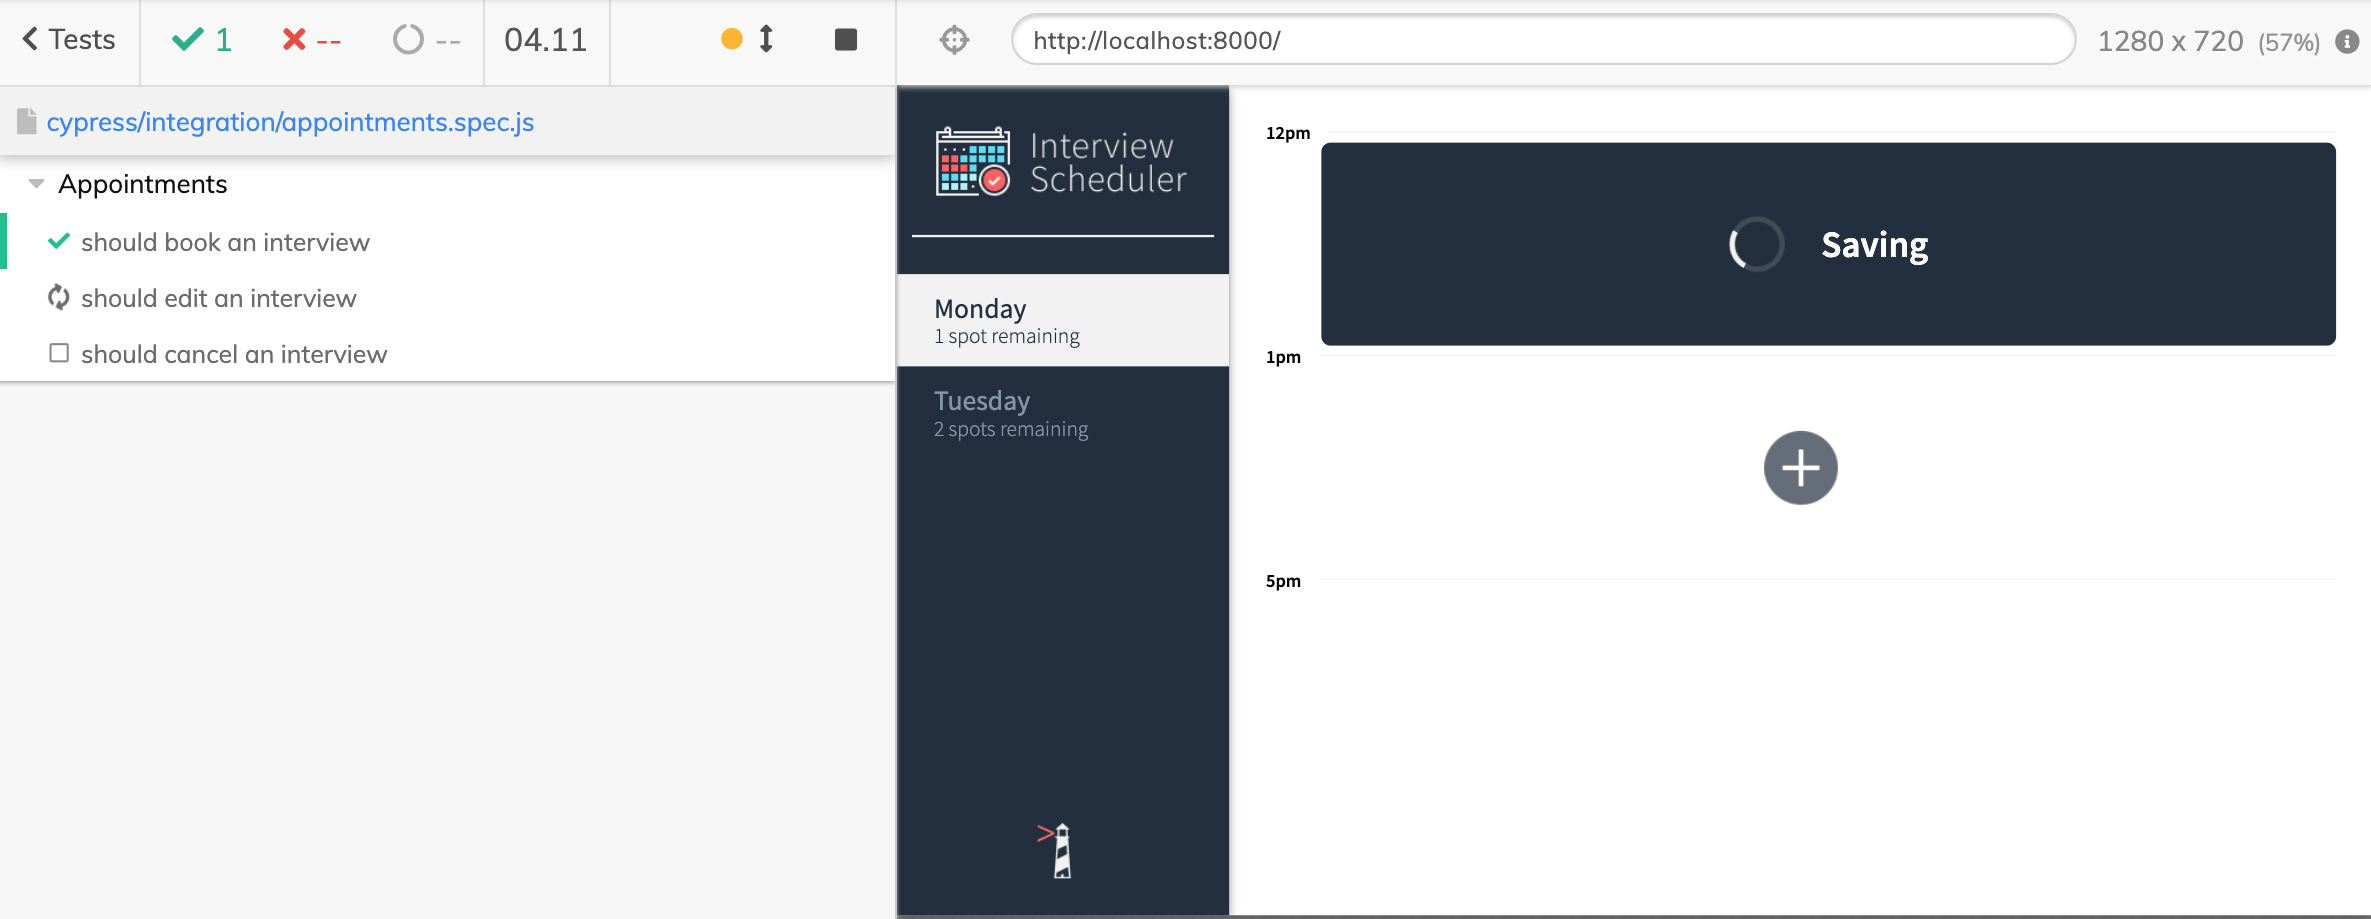 Tests
1
--
--
04.11
http://localhost:8000/
1280 x 720 (57%)
cypress/integration/appointments.spec.js
Appointments
should book an interview
should edit an interview
should cancel an interview
Interview
Scheduler
Monday
1 spot remaining
Tuesday
2 spots remaining
12pm
Saving
1pm
5pm